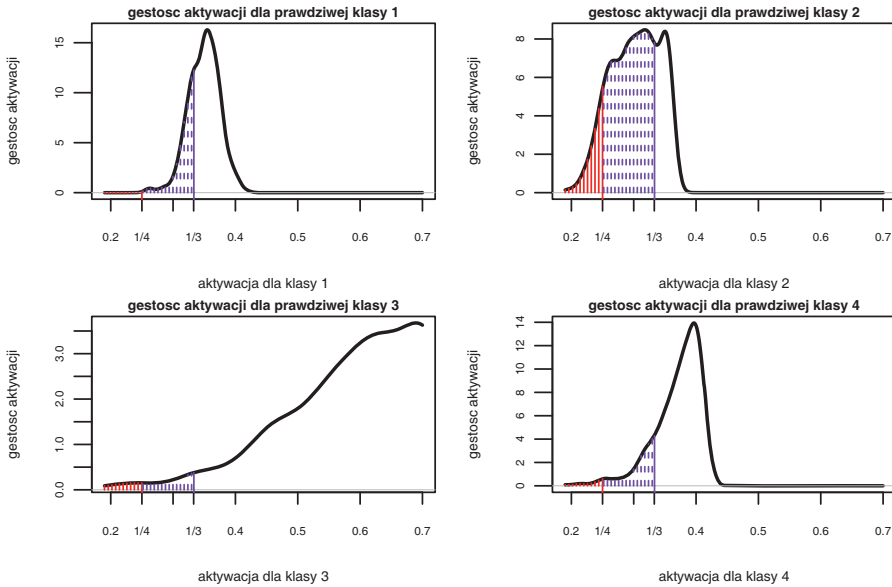 gestosc aktywacji dla prawdziwej klasy 1
gestosc aktywacji
15
10
5
0
0.2 1/4 1/3 0.4 0.5 0.6 0.7
aktywacja dla klasy 1
gestosc aktywacji dla prawdziwej klasy 2
gestosc aktywacji
8
6
4
2
0
0.2 1/4 1/3 0.4 0.5 0.6 0.7
aktywacja dla klasy 2
gestosc aktywacji dla prawdziwej klasy 3
gestosc aktywacji
3.0
2.0
1.0
0.0
0.2 1/4 1/3 0.4 0.5 0.6 0.7
aktywacja dla klasy 3
gestosc aktywacji dla prawdziwej klasy 4
gestosc aktywacji
14
12
10
8
6
4
2
0
0.2 1/4 1/3 0.4 0.5 0.6 0.7
aktywacja dla klasy 4